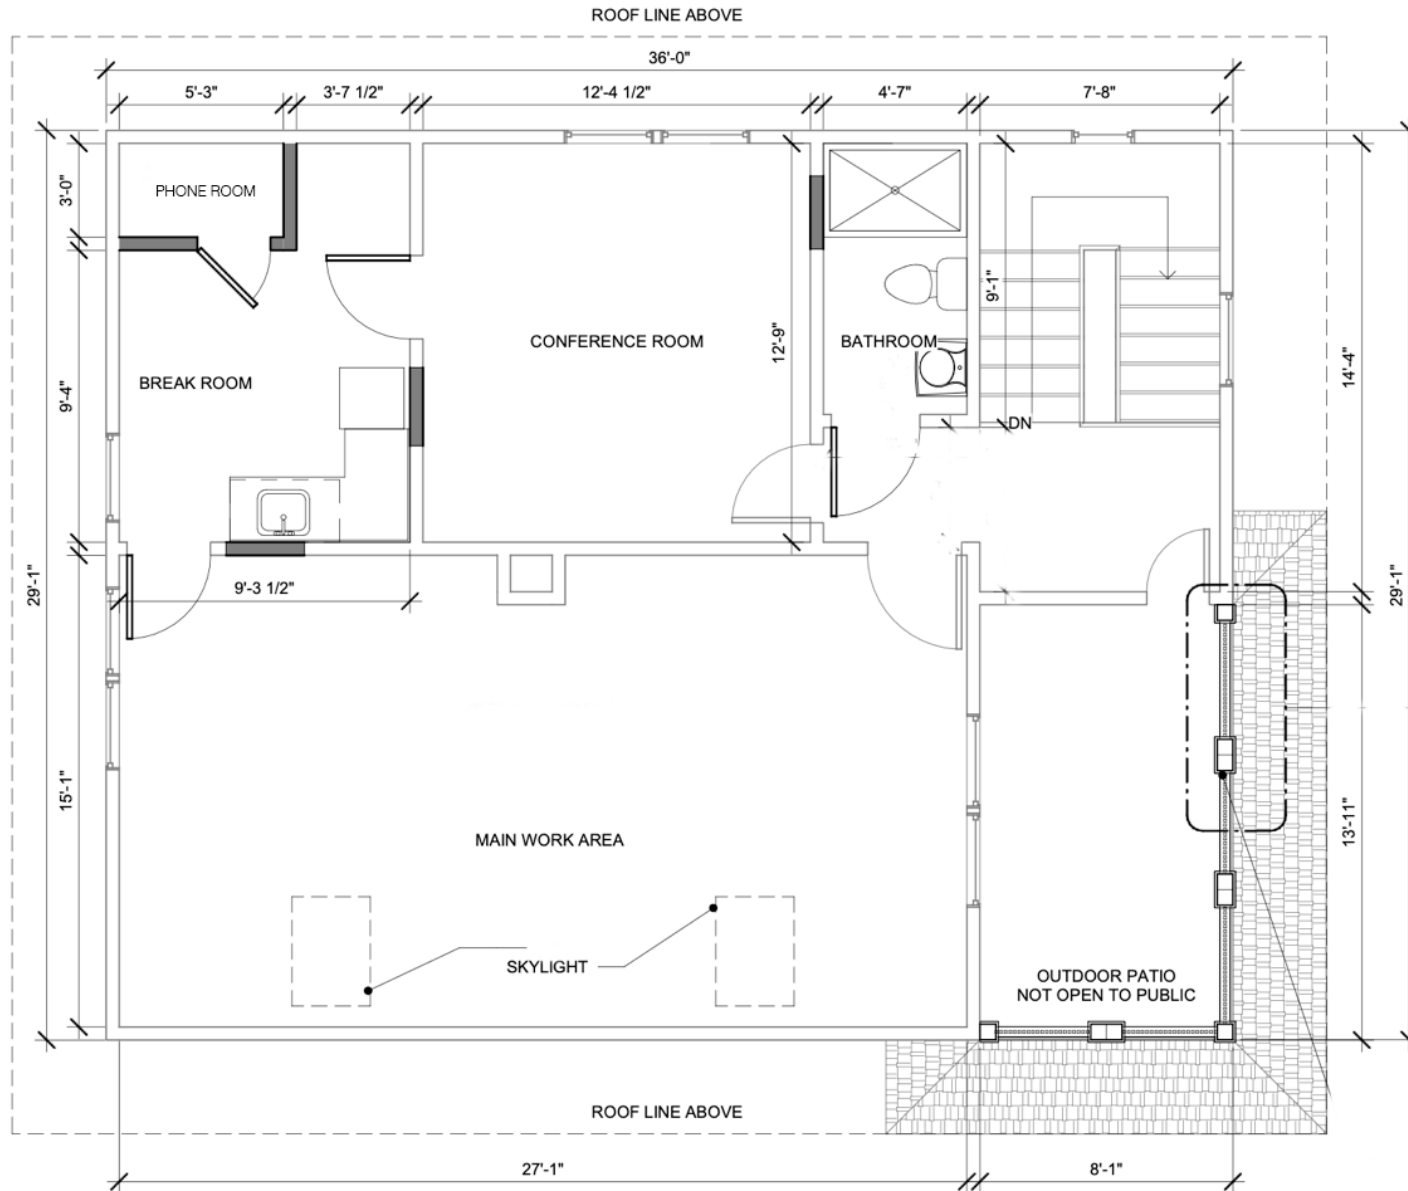 ROOF LINE ABOVE
36'-0"
5'-3"
3'-7 1/2"
12'-4 1/2"
4'-7"
7'-8"
3'-0"
PHONE ROOM
9'-1"
14'-4"
CONFERENCE ROOM
12'-9"
BATHROOM
BREAK ROOM
9'-4"
DN
29'-1"
9'-3 1/2"
29'-1"
15'-1"
MAIN WORK AREA
13'-11"
SKYLIGHT
OUTDOOR PATIO
NOT OPEN TO PUBLIC
ROOF LINE ABOVE
27'-1"
8'-1"